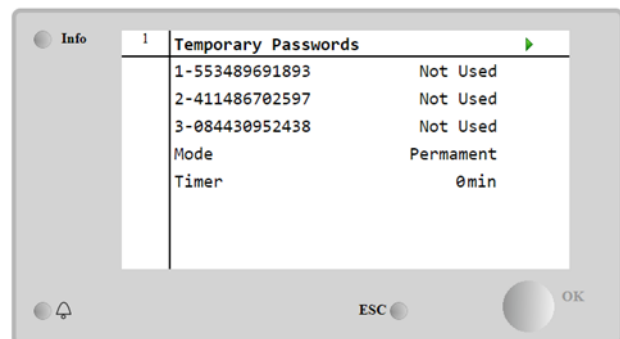 Info
1 Temporary Passwords
1-553489691893 Not Used
2-411486702597 Not Used
3-084430952438 Not Used
Mode Permament
Timer 0min
ESC
OK